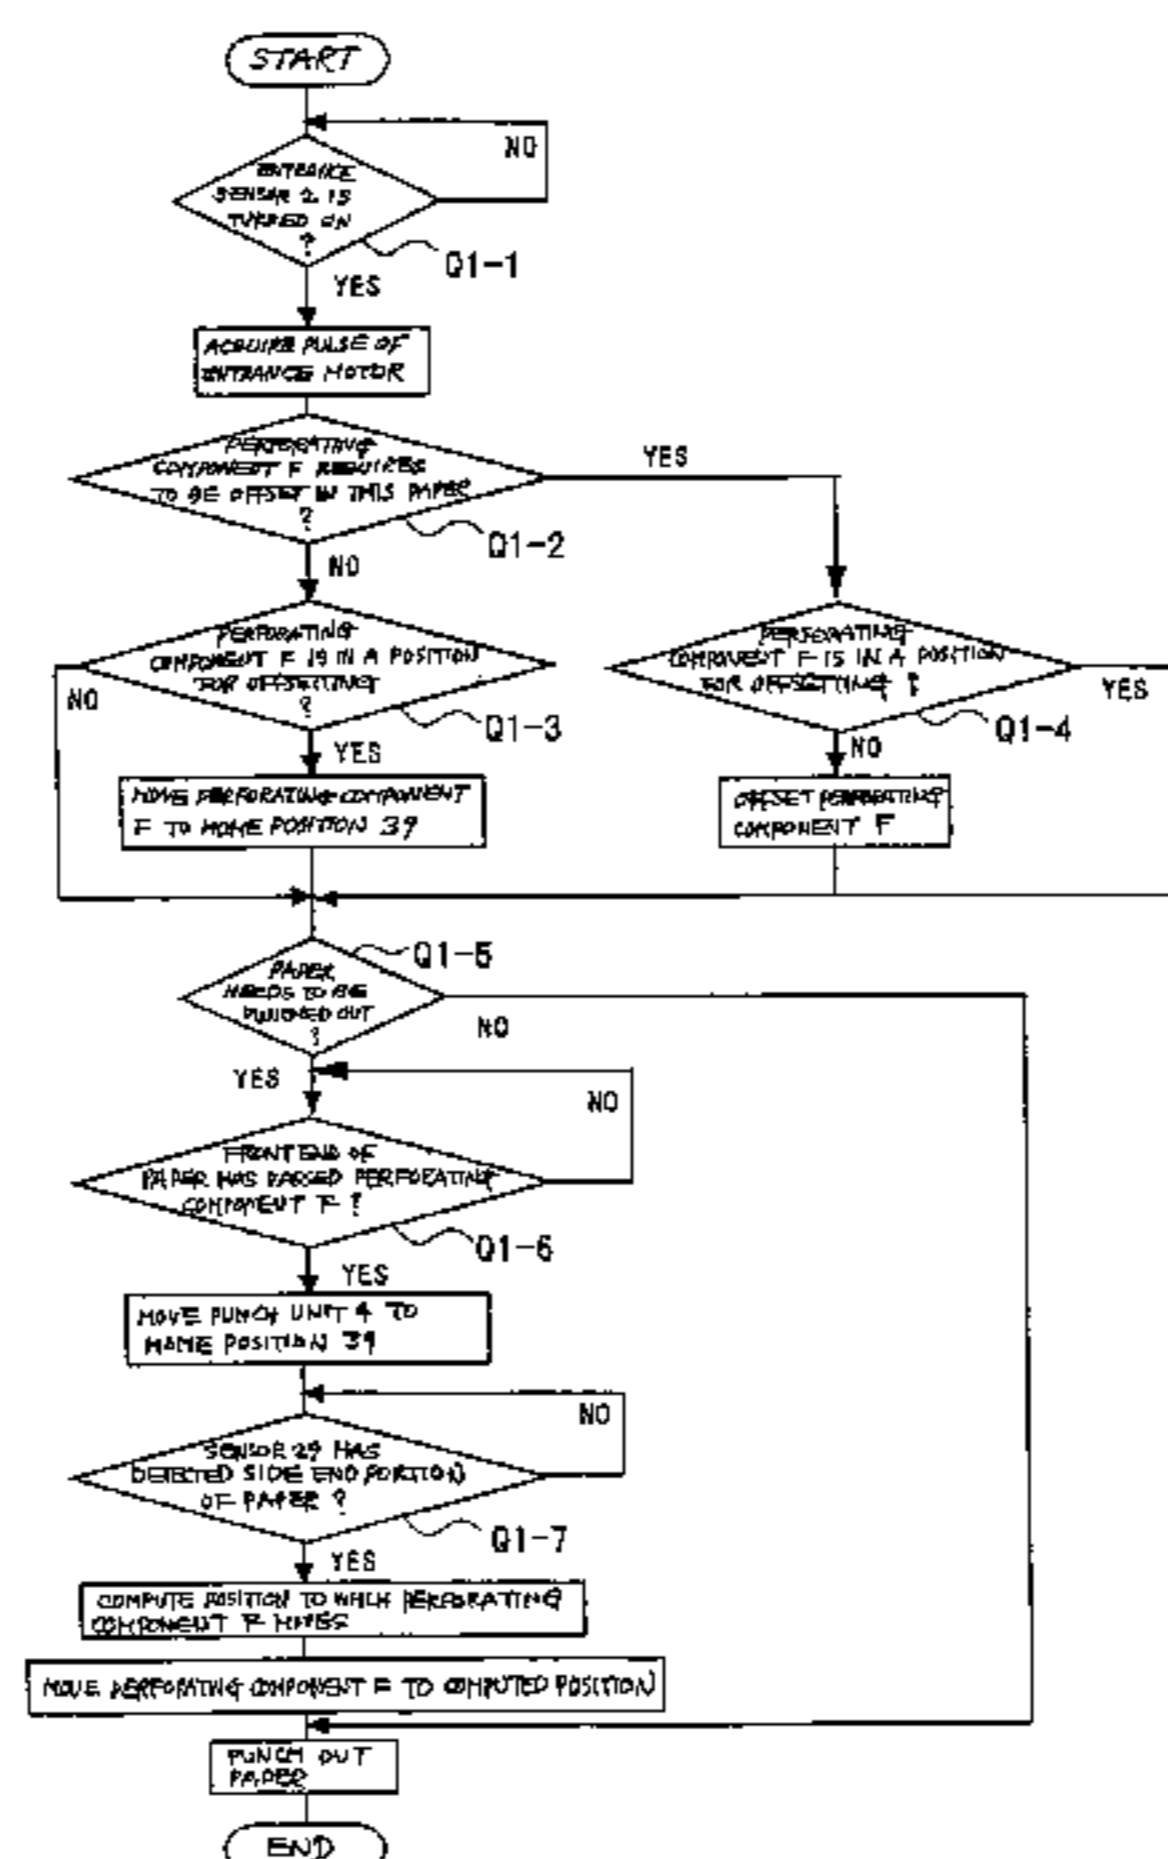 START
NO
ENTRANCE
SENSOR 2 IS
TURNED ON
?
Q1-1
YES
ACQUIRE PULSE OF
ENTRANCE MOTOR
PERFORATING
COMPONENT F REQUIRES
TO BE OFFSET IN THIS PAPER
?
YES
Q1-2
NO
PERFORATING
COMPONENT F IS IN A POSITION
FOR OFFSETTING
?
NO
Q1-3
YES
PERFORATING
COMPONENT F IS IN A POSITION
FOR OFFSETTING ?
YES
Q1-4
NO
MOVE PERFORATING COMPONENT
F TO HOME POSITION 39
OFFSET PERFORATING
COMPONENT F
Q1-5
PAPER
NEEDS TO BE
PUNCHED OUT
?
NO
YES
NO
FRONT END OF
PAPER HAS PASSED PERFORATING
COMPONENT F ?
Q1-6
YES
MOVE PUNCH UNIT 4 TO
HOME POSITION 39
NO
SENSOR 29 HAS
DETECTED SIDE END PORTION
OF PAPER ?
Q1-7
YES
COMPUTE POSITION TO WHICH PERFORATING
COMPONENT F MOVES
MOVE PERFORATING COMPONENT F TO COMPUTED POSITION
PUNCH OUT
PAPER
END